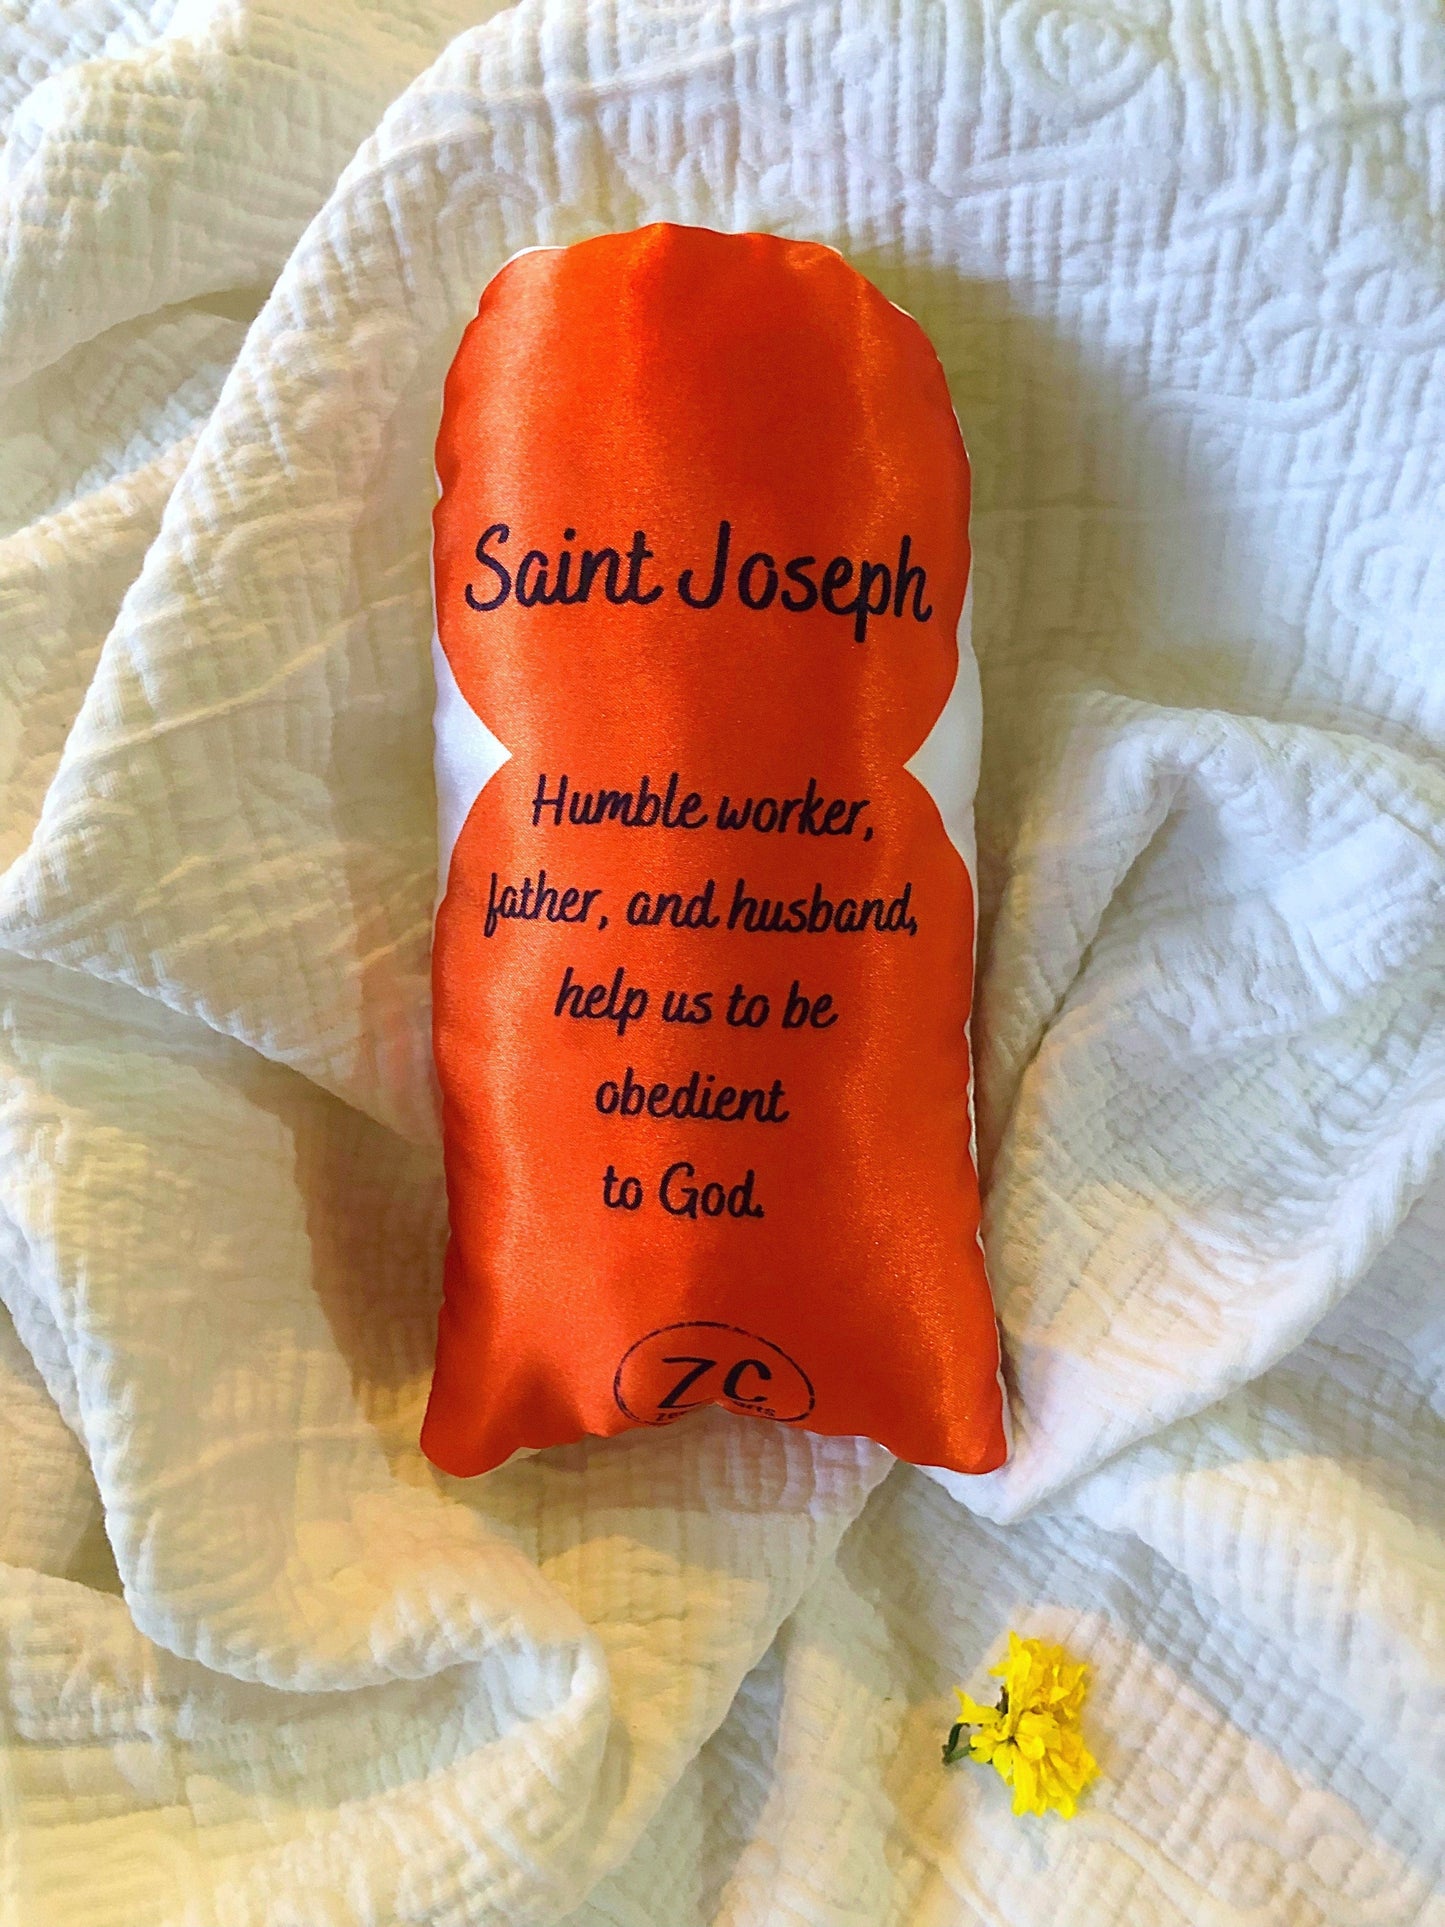 Saint Joseph
Humble worker,
father, and husband,
help us to be
obedient
to God.
ZC